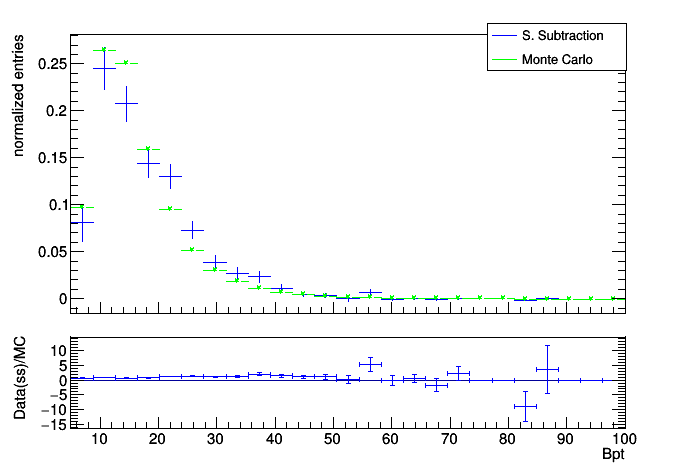 S. Subtraction
Monte Carlo
normalized entries
0.25
0.2
0.15
0.1
0.05
0
Data(ss)/MC
10
5
0
−5
−10
−15
10 20 30 40 50 60 70 80 90 100
Bpt